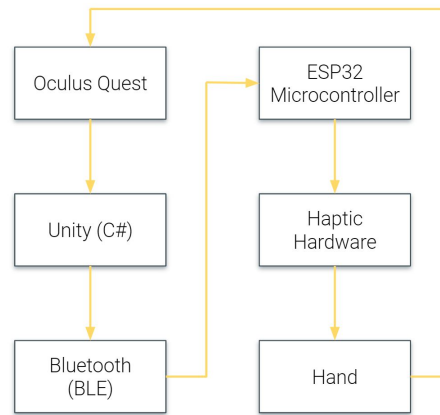 Oculus Quest
Unity (C#)
Bluetooth
(BLE)
ESP32
Microcontroller
Haptic
Hardware
Hand